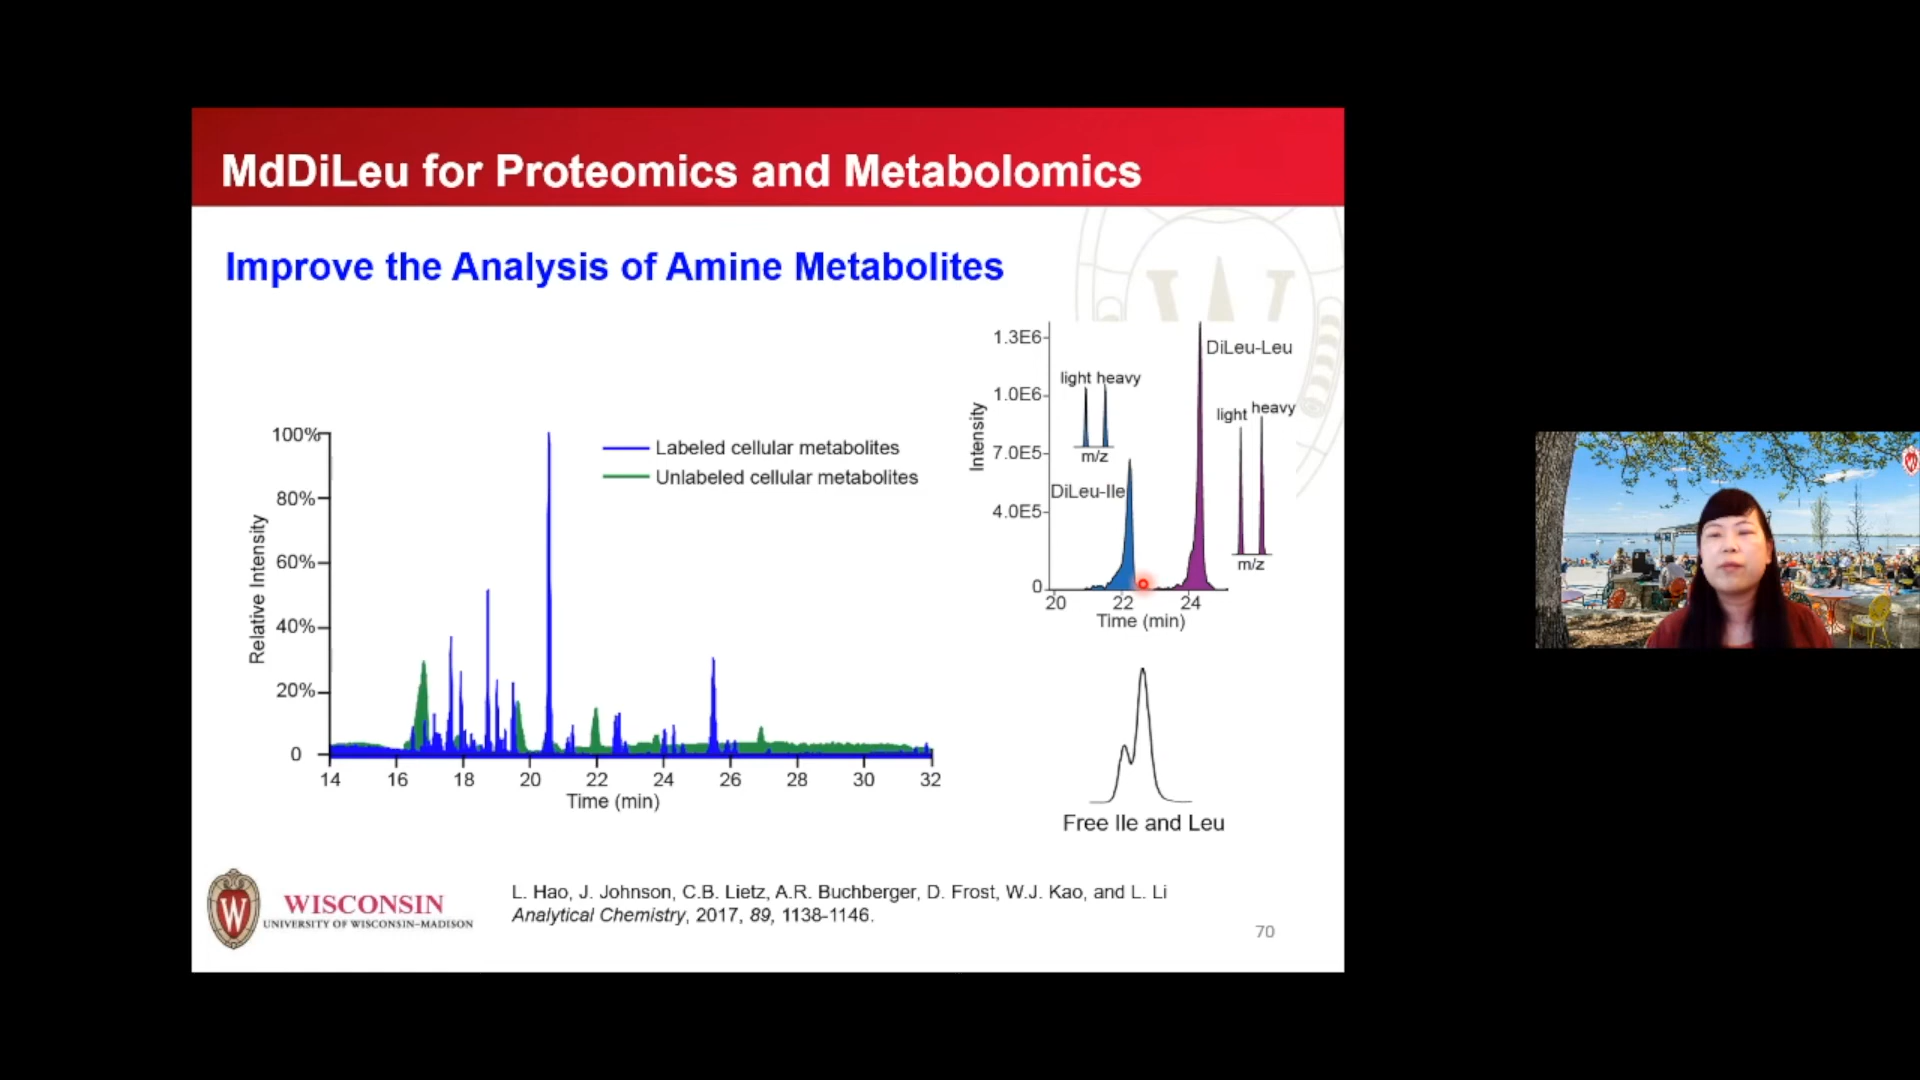 MdDiLeu for Proteomics and Metabolomics
Improve the Analysis of Amine Metabolites
100%
80%
60%
40%
20%
0
Relative Intensity
14 16 18 20 22 24 26 28 30 32
Time (min)
Labeled cellular metabolites
Unlabeled cellular metabolites
1.3E6
1.0E6
7.0E5
4.0E5
0
Intensity
20 22 24
Time (min)
light heavy
m/z
DiLeu-Ile
DiLeu-Leu
light heavy
m/z
Free Ile and Leu
W
WISCONSIN
UNIVERSITY OF WISCONSIN–MADISON
L. Hao, J. Johnson, C.B. Lietz, A.R. Buchberger, D. Frost, W.J. Kao, and L. Li
Analytical Chemistry, 2017, 89, 1138-1146.
70